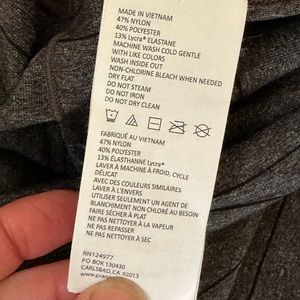 MADE IN VIETNAM
47% NYLON
40% POLYESTER
13% Lycra® ELASTANE
MACHINE WASH COLD GENTLE
WITH LIKE COLORS
WASH INSIDE OUT
NON-CHLORINE BLEACH WHEN NEEDED
DRY FLAT
DO NOT STEAM
DO NOT IRON
DO NOT DRY CLEAN
FABRIQUÉ AU VIETNAM
47% NYLON
40% POLYESTER
13% ÉLASTHANNE Lycra®
LAVER À MACHINE À FROID, CYCLE
DÉLICAT
AVEC DES COULEURS SIMILAIRES
LAVER À L'ENVERS
UTILISER SEULEMENT UN AGENT DE
BLANCHIMENT NON CHLORÉ AU BESOIN
FAIRE SÉCHER À PLAT
NE PAS METTRE À LA VAPEUR
NE PAS REPASSER
NE PAS NETTOYER À SEC
RN124977
PO BOX 130430
CARLSBAD, CA 92013